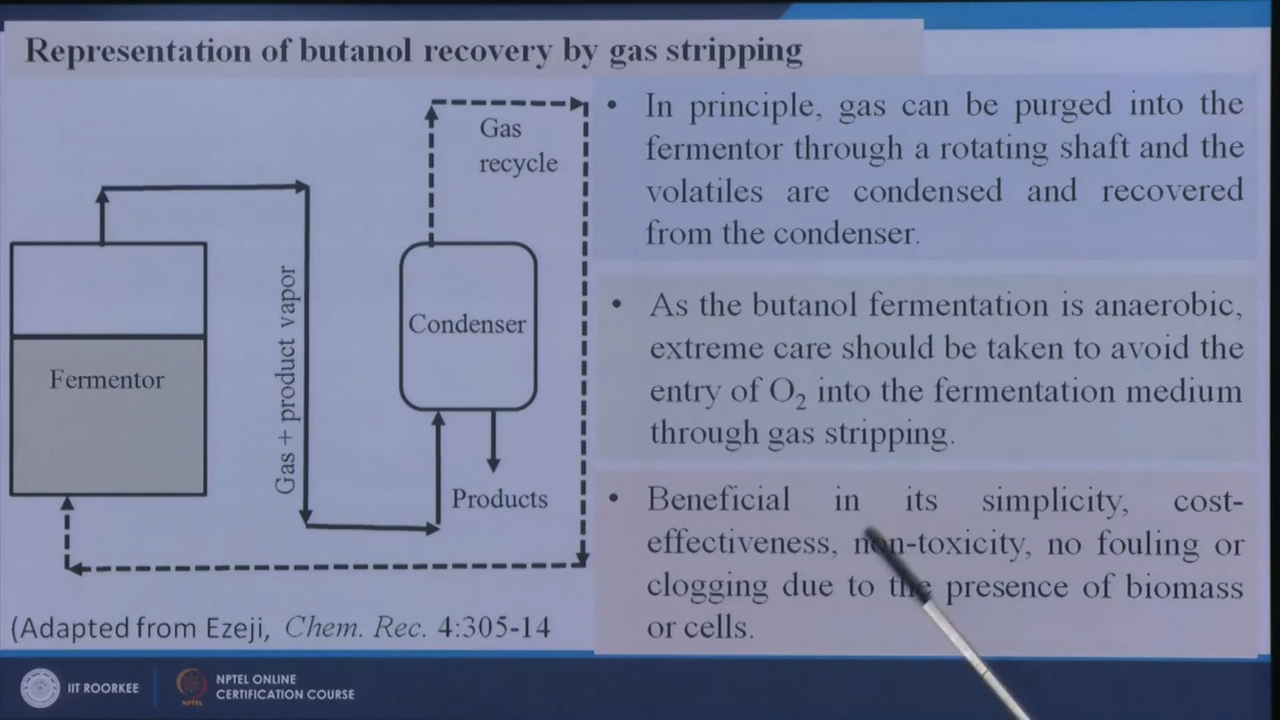 Representation of butanol recovery by gas stripping
Gas
recycle
Gas + product vapor
Fermentor
Condenser
Products
(Adapted from Ezeji, Chem. Rec. 4:305-14
• In principle, gas can be purged into the
fermentor through a rotating shaft and the
volatiles are condensed and recovered
from the condenser.
• As the butanol fermentation is anaerobic,
extreme care should be taken to avoid the
entry of O₂ into the fermentation medium
through gas stripping.
• Beneficial in its simplicity, cost-
effectiveness, non-toxicity, no fouling or
clogging due to the presence of biomass
or cells.
IIT ROORKEE
NPTEL ONLINE
CERTIFICATION COURSE
NPTEL